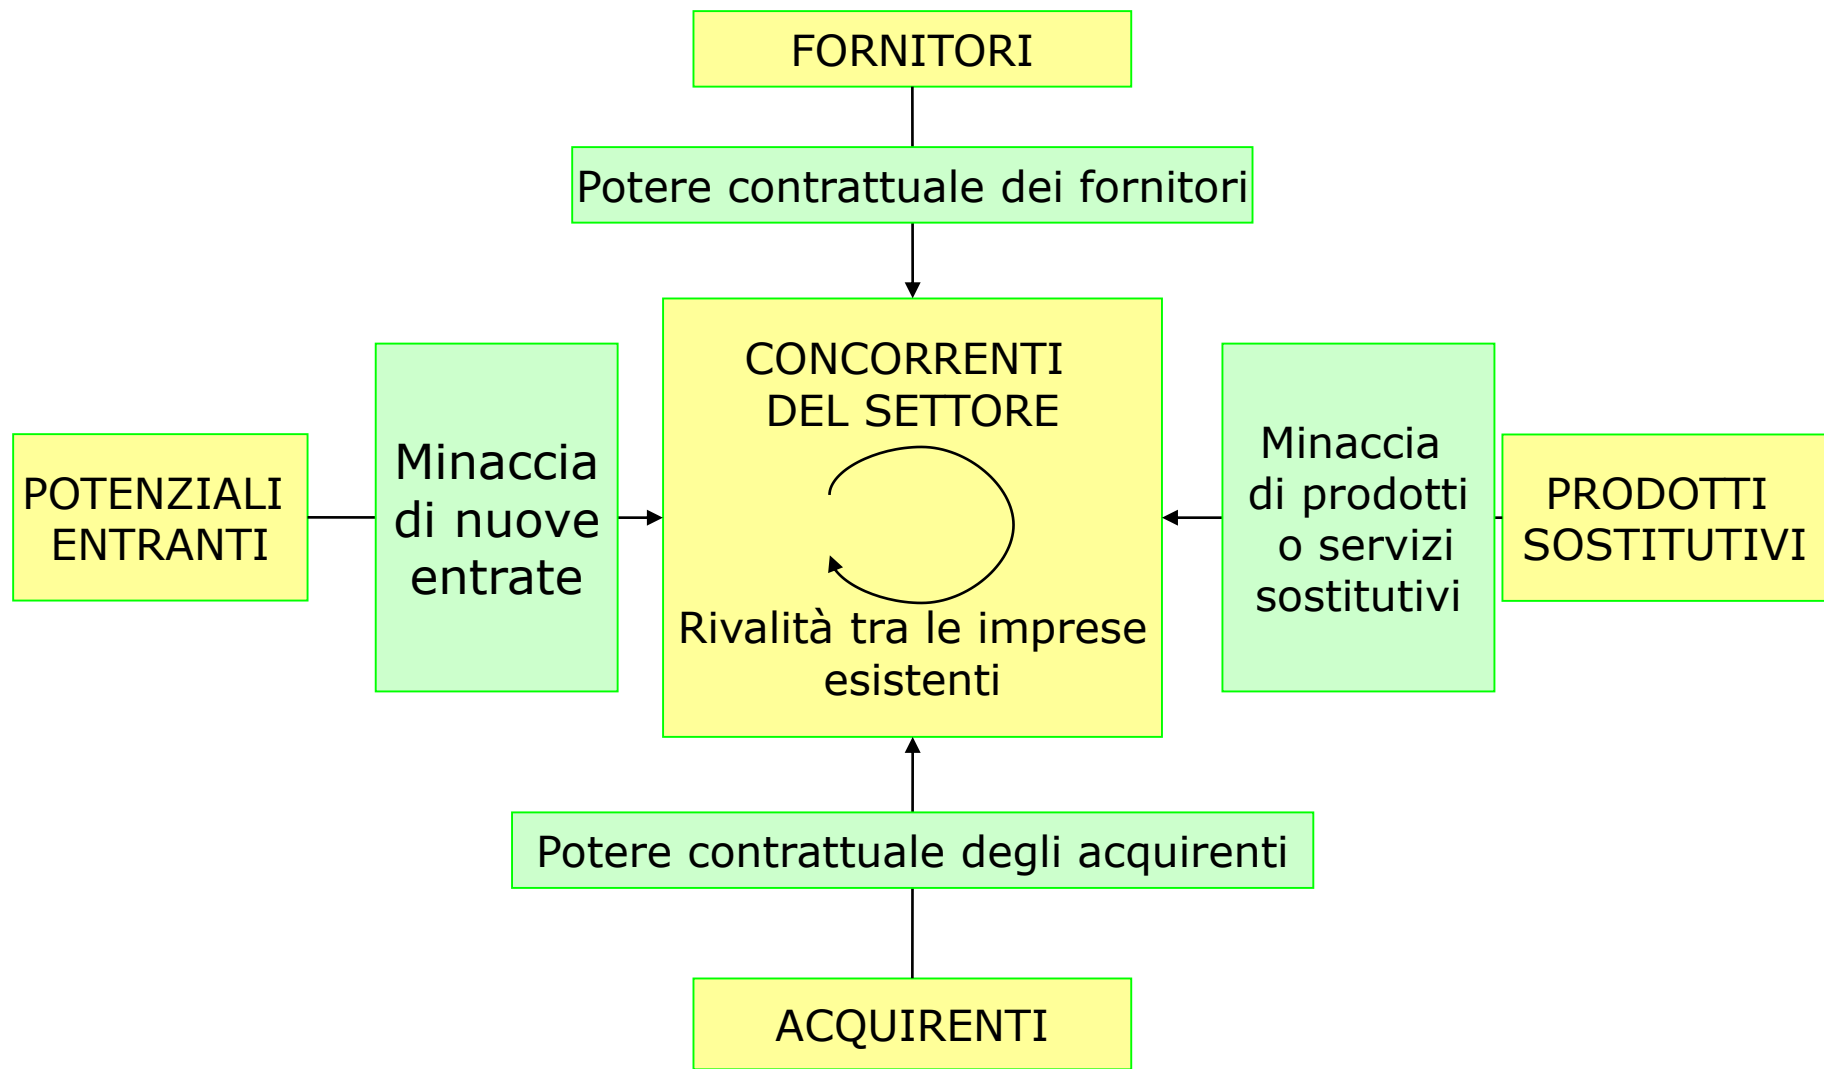 FORNITORI
Potere contrattuale dei fornitori
CONCORRENTI
DEL SETTORE
Rivalità tra le imprese
esistenti
POTENZIALI
ENTRANTI
Minaccia
di nuove
entrate
Minaccia
di prodotti
o servizi
sostitutivi
PRODOTTI
SOSTITUTIVI
Potere contrattuale degli acquirenti
ACQUIRENTI